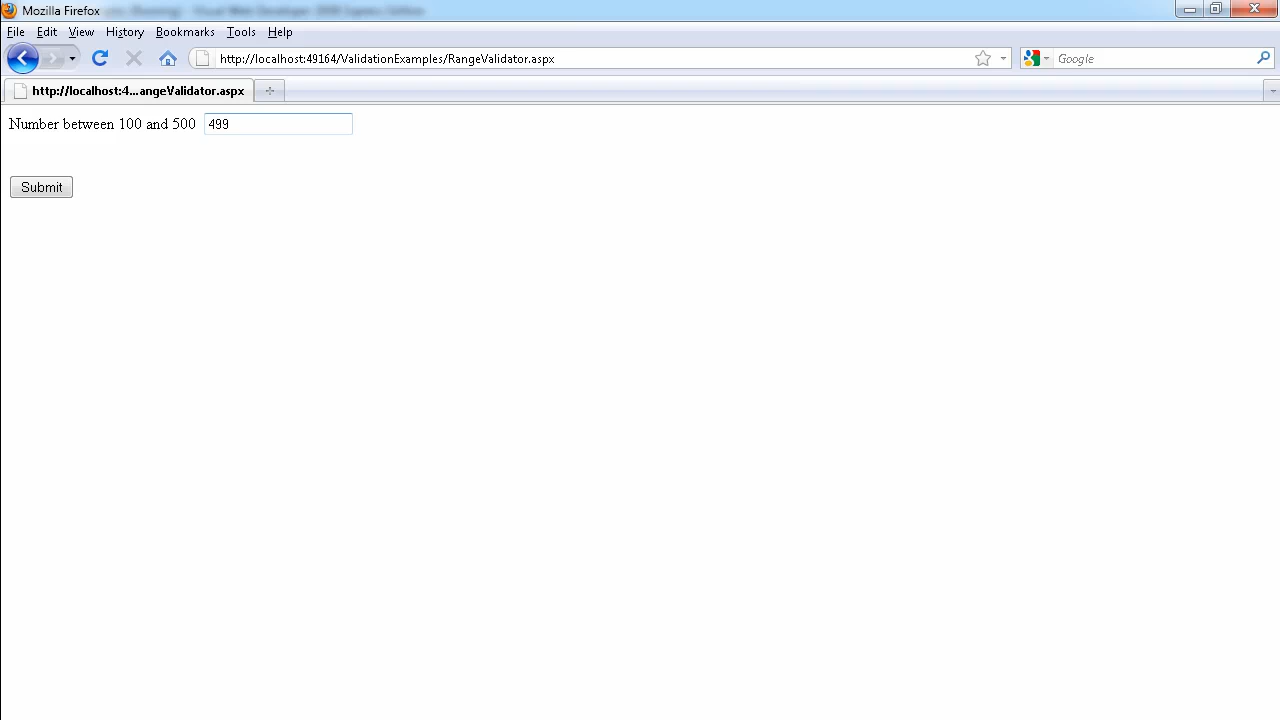 Mozilla Firefox
File Edit View History Bookmarks Tools Help
http://localhost:49164/ValidationExamples/RangeValidator.aspx
Google
http://localhost:4...angeValidator.aspx
Number between 100 and 500 499
Submit